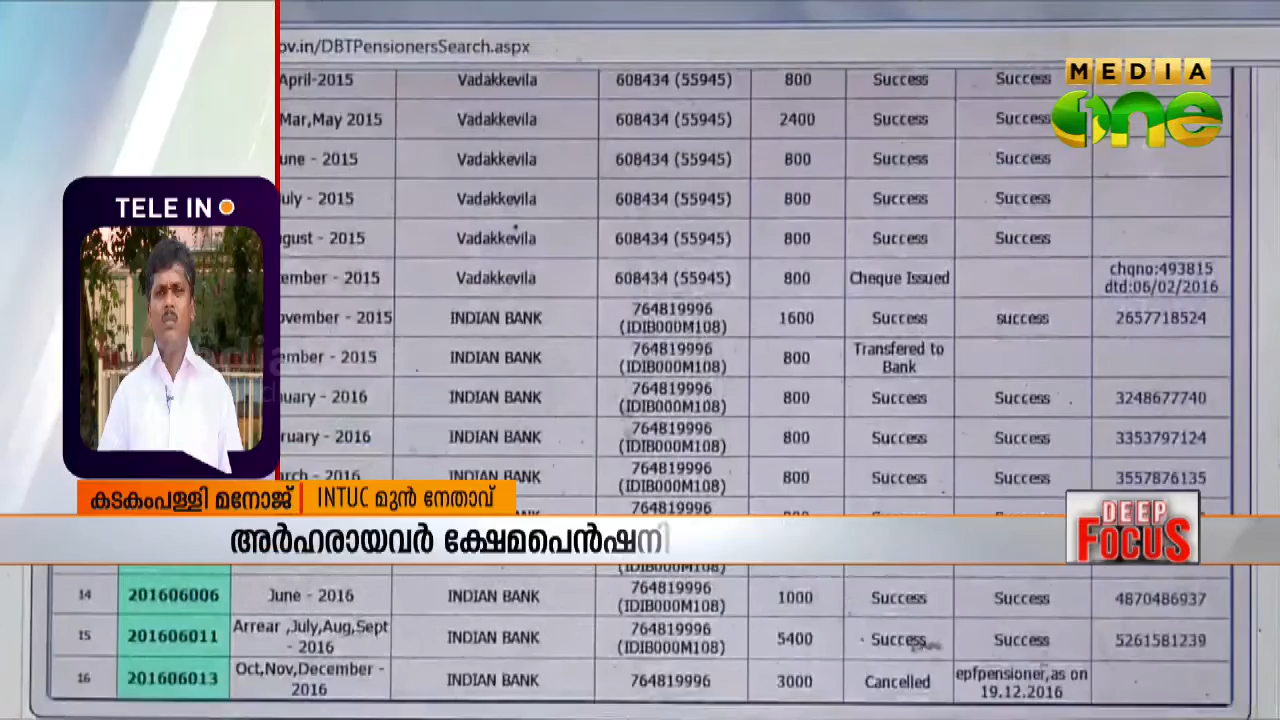 ov.in/DBTPensionersSearch.aspx
MEDIA
one
April-2015 Vadakkevila 608434 (55945) 800 Success Success
Mar,May 2015 Vadakkevila 608434 (55945) 2400 Success Success
une - 2015 Vadakkevila 608434 (55945) 800 Success Success
uly - 2015 Vadakkevila 608434 (55945) 800 Success Success
ugust - 2015 Vadakkevila 608434 (55945) 800 Success Success
ember - 2015 Vadakkevila 608434 (55945) 800 Cheque Issued chqno:493815
dtd:06/02/2016
ovember - 2015 INDIAN BANK 764819996
(IDIB000M108) 1600 Success success 2657718524
ember - 2015 INDIAN BANK 764819996
(IDIB000M108) 800 Transfered to
Bank
nuary - 2016 INDIAN BANK 764819996
(IDIB000M108) 800 Success Success 3248677740
ruary - 2016 INDIAN BANK 764819996
(IDIB000M108) 800 Success Success 3353797124
arch - 2016 INDIAN BANK 764819996
(IDIB000M108) 800 Success Success 3557876135
764819996
TELE IN
കടകംപള്ളി മനോജ് | INTUC മുൻ നേതാവ്
അർഹരായവർ ക്ഷേമപെൻഷനി
DEEP
FOCUS
(IDIB000M108)
14 201606006 June - 2016 INDIAN BANK 764819996
(IDIB000M108) 1000 Success Success 4870486937
15 201606011 Arrear ,July,Aug,Sept
- 2016 INDIAN BANK 764819996
(IDIB000M108) 5400 Success Success 5261581239
16 201606013 Oct,Nov,December -
2016 INDIAN BANK 764819996 3000 Cancelled epfpensioner,as on
19.12.2016